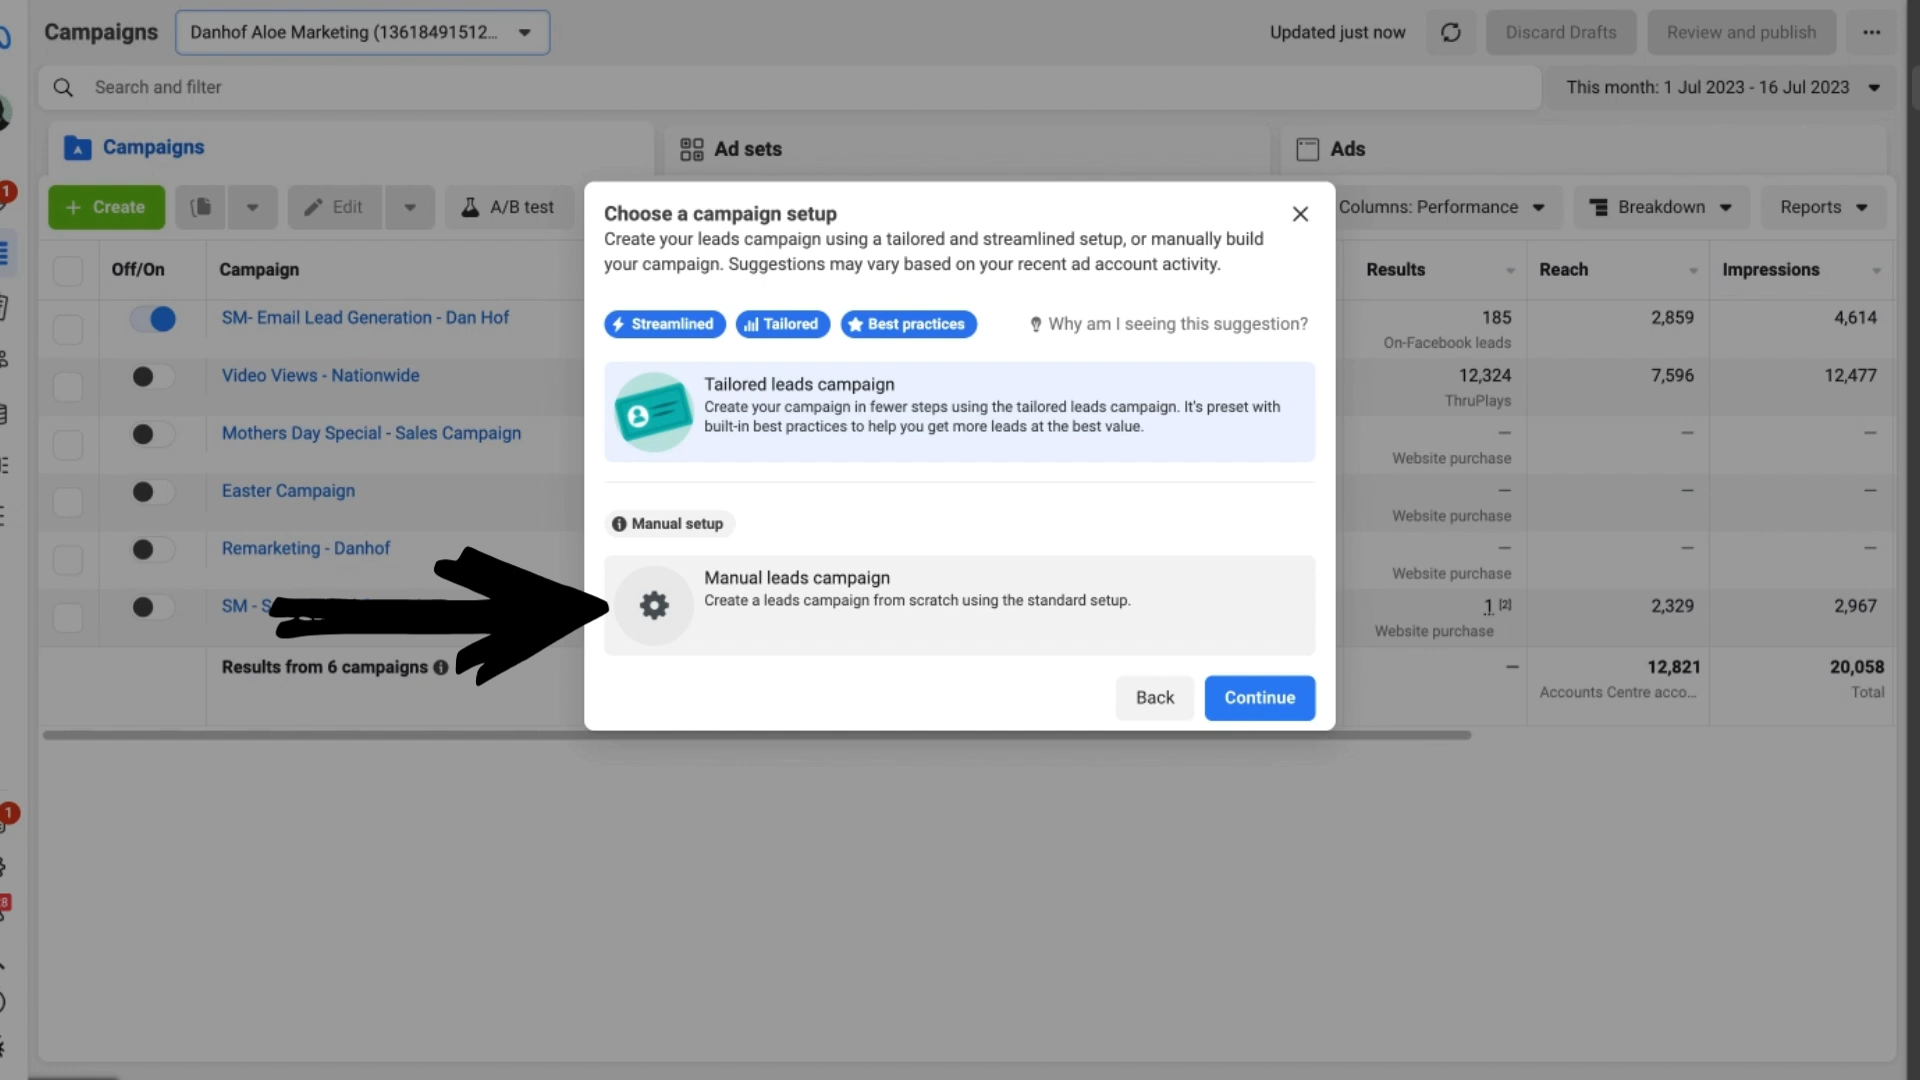 Campaigns
Danhof Aloe Marketing (13618491512...
Updated just now
Discard Drafts
Review and publish
Search and filter
This month: 1 Jul 2023 - 16 Jul 2023
Campaigns
Ad sets
Ads
1
+ Create
Edit
A/B test
Columns: Performance
Breakdown
Reports
Off/On
Campaign
Results
Reach
Impressions
SM- Email Lead Generation - Dan Hof
185
2,859
4,614
On-Facebook leads
Video Views - Nationwide
12,324
7,596
12,477
ThruPlays
Mothers Day Special - Sales Campaign
—
—
—
Website purchase
Easter Campaign
—
—
—
Website purchase
Remarketing - Danhof
—
—
—
Website purchase
SM - S
1 [2]
2,329
2,967
Website purchase
Results from 6 campaigns
—
12,821
20,058
Accounts Centre acco...
Total
Choose a campaign setup
Create your leads campaign using a tailored and streamlined setup, or manually build
your campaign. Suggestions may vary based on your recent ad account activity.
Streamlined
Tailored
Best practices
Why am I seeing this suggestion?
Tailored leads campaign
Create your campaign in fewer steps using the tailored leads campaign. It's preset with
built-in best practices to help you get more leads at the best value.
Manual setup
Manual leads campaign
Create a leads campaign from scratch using the standard setup.
Back
Continue
1